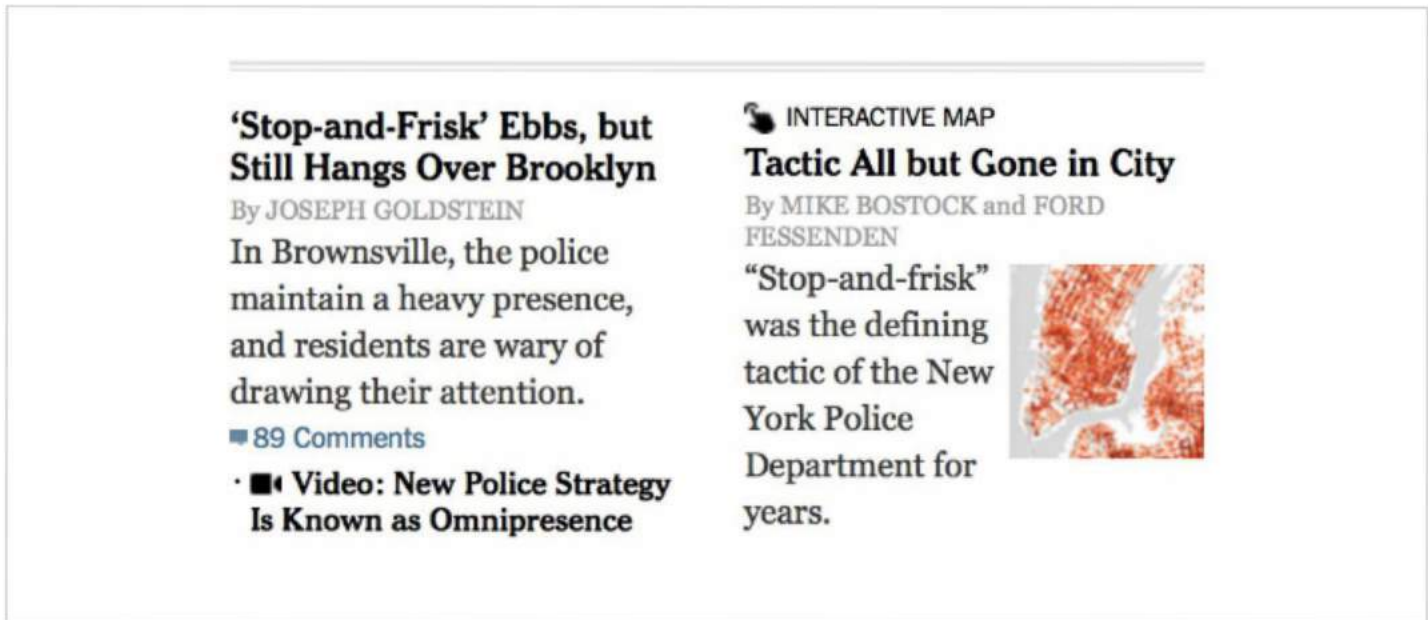 ‘Stop-and-Frisk’ Ebbs, but
Still Hangs Over Brooklyn
By JOSEPH GOLDSTEIN
In Brownsville, the police
maintain a heavy presence,
and residents are wary of
drawing their attention.
89 Comments
· Video: New Police Strategy
Is Known as Omnipresence
INTERACTIVE MAP
Tactic All but Gone in City
By MIKE BOSTOCK and FORD
FESSENDEN
“Stop-and-frisk”
was the defining
tactic of the New
York Police
Department for
years.